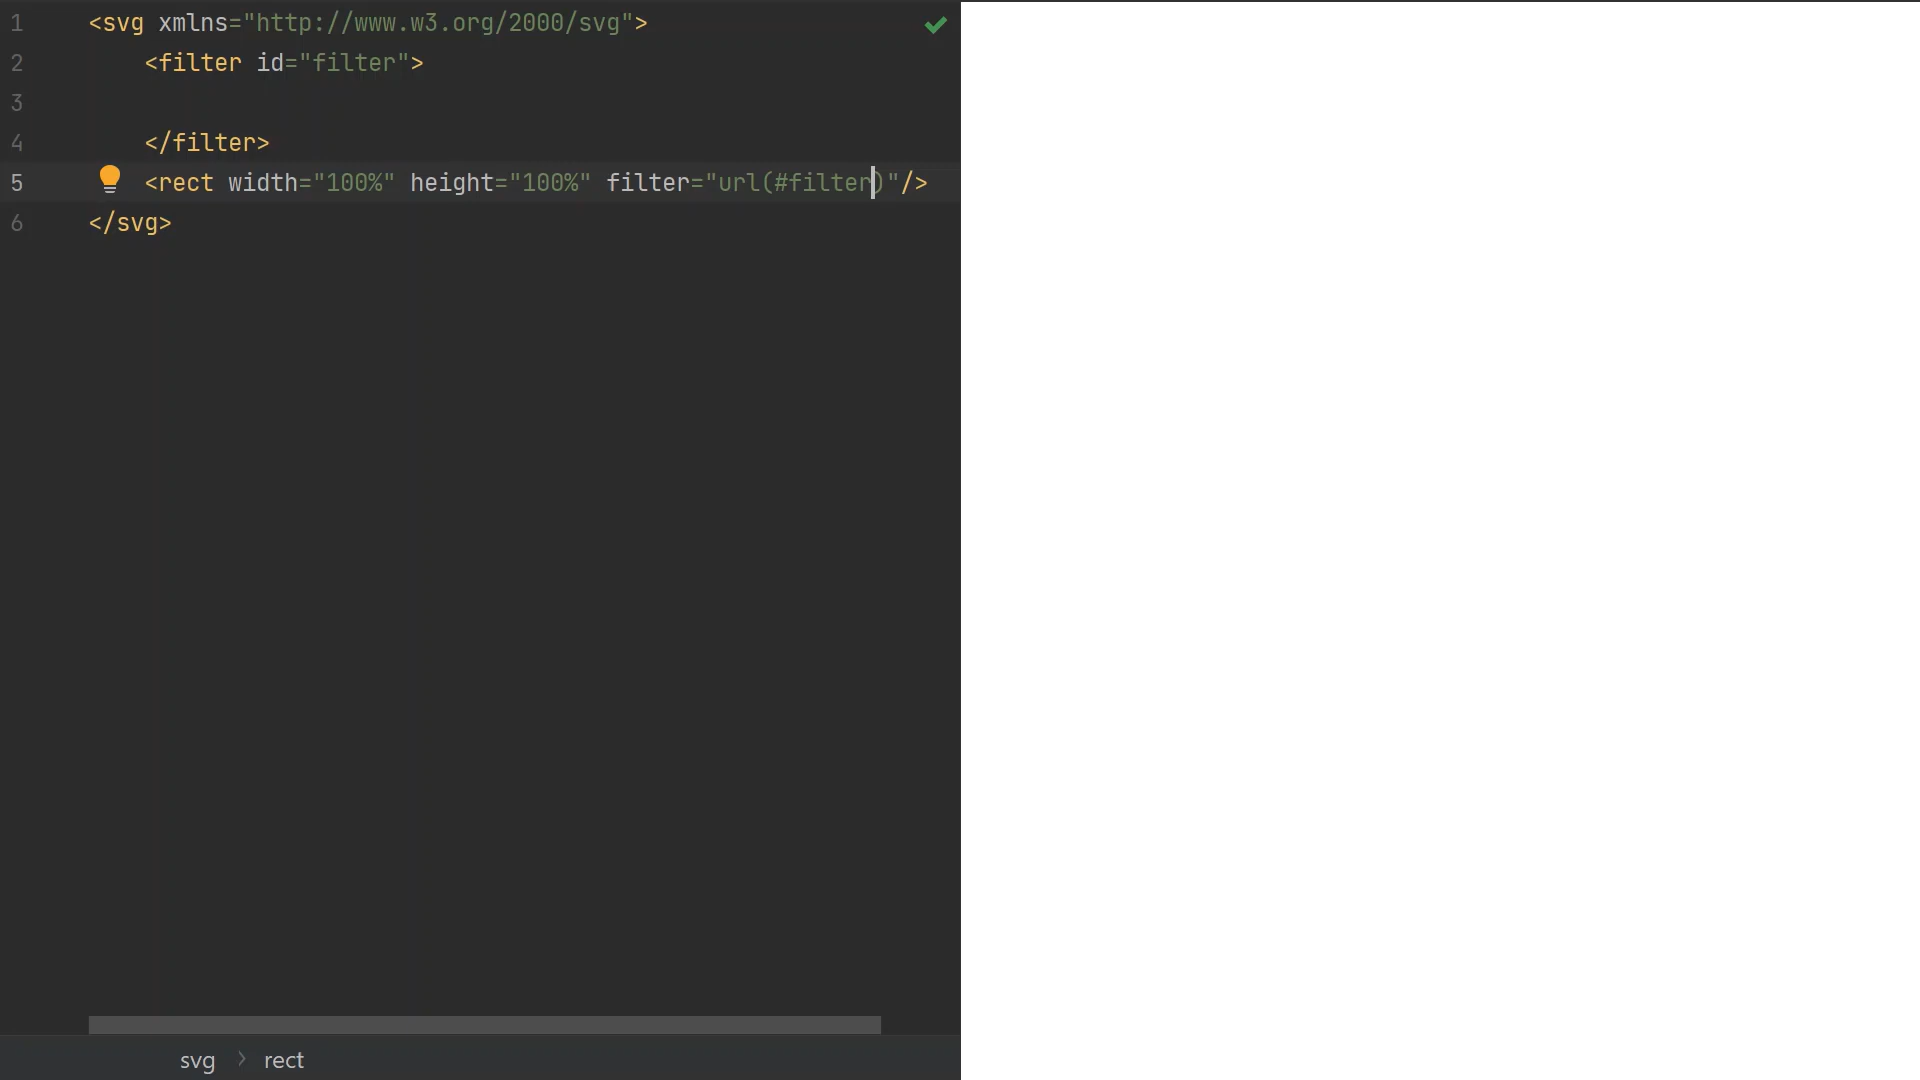 1 <svg xmlns="http://www.w3.org/2000/svg">
2 <filter id="filter">
3
4 </filter>
5 <rect width="100%" height="100%" filter="url(#filter)"/>
6 </svg>
svg > rect